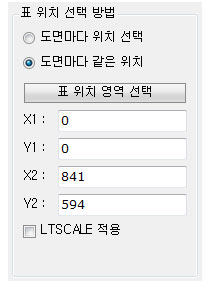 표 위치 선택 방법
도면마다 위치 선택
도면마다 같은 위치
표 위치 영역 선택
X1 : 0
Y1 : 0
X2 : 841
Y2 : 594
LTSCALE 적용